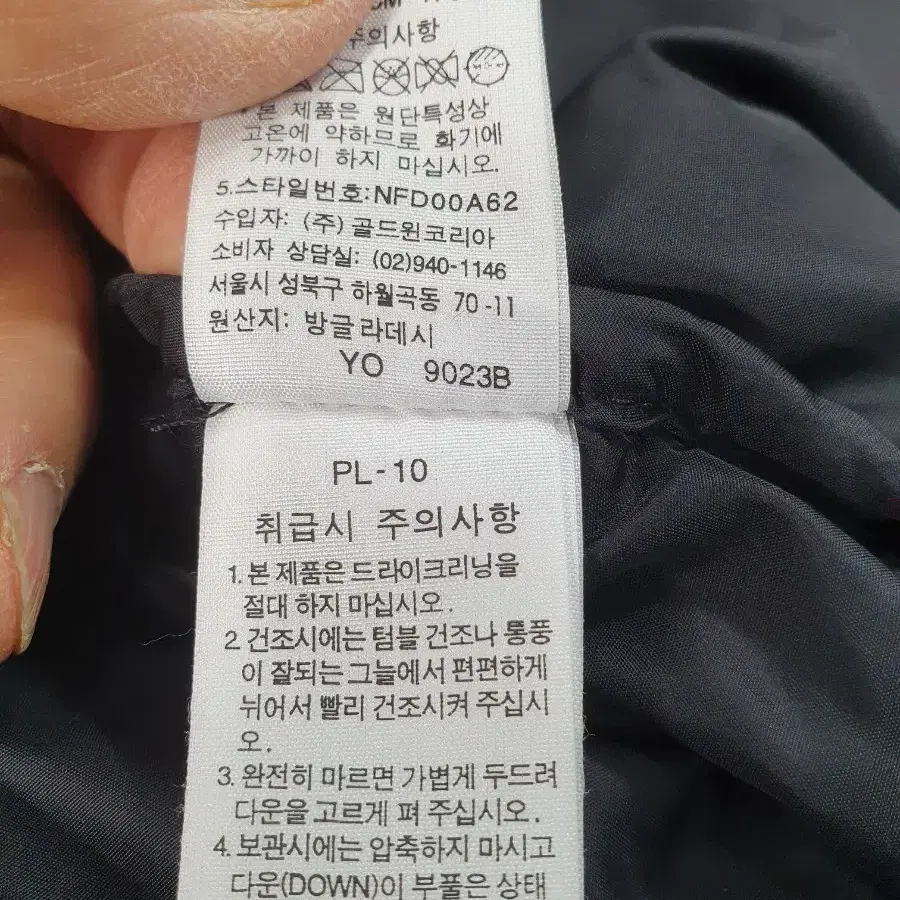 주의사항
본 제품은 원단특성상
고온에 약하므로 화기에
가까이 하지 마십시오.
5.스타일번호:NFD00A62
수입자: (주) 골드윈코리아
소비자 상담실: (02)940-1146
서울시 성북구 하월곡동 70-11
원산지: 방글라데시
YO 9023B
PL-10
취급시 주의사항
1. 본 제품은 드라이크리닝을
절대 하지 마십시오.
2. 건조시에는 텀블 건조나 통풍
이 잘되는 그늘에서 편편하게
뉘어서 빨리 건조시켜 주십시
오.
3. 완전히 마르면 가볍게 두드려
다운을 고르게 펴 주십시오.
4. 보관시에는 압축하지 마시고
다운(DOWN)이 부풀은 상태